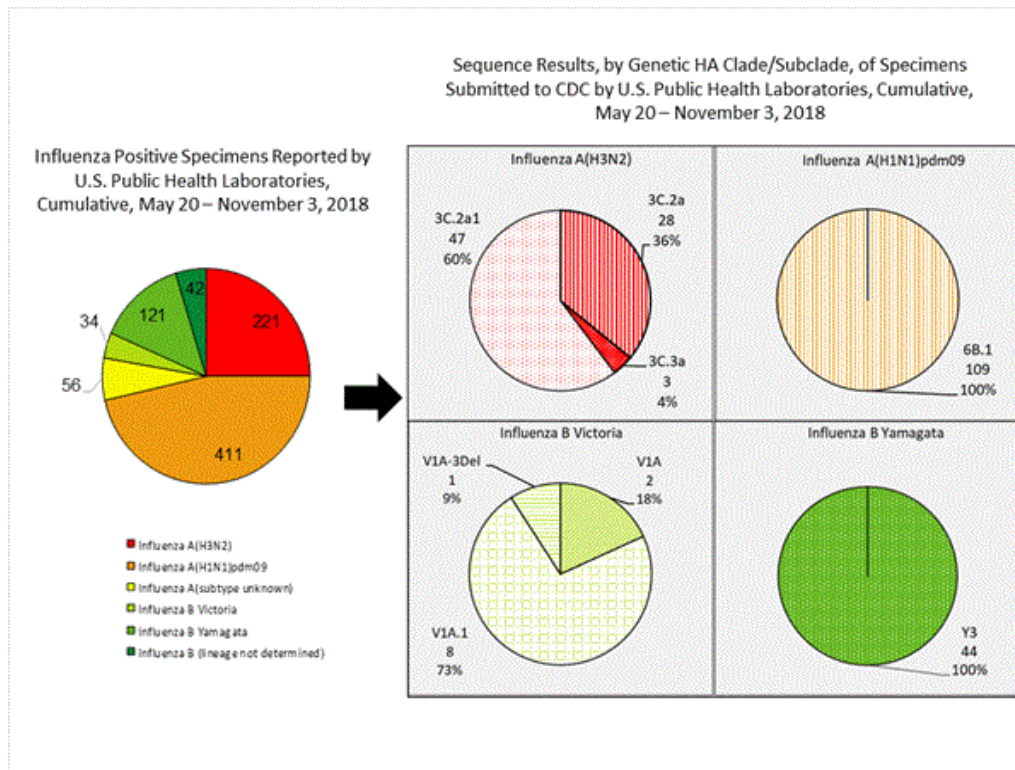 Sequence Results, by Genetic HA Clade/Subclade, of Specimens
Submitted to CDC by U.S. Public Health Laboratories, Cumulative,
May 20 – November 3, 2018
Influenza Positive Specimens Reported by
U.S. Public Health Laboratories,
Cumulative, May 20 – November 3, 2018
42
121
221
34
56
411
Influenza A(H3N2)
Influenza A(H1N1)pdm09
Influenza A(subtype unknown)
Influenza B Victoria
Influenza B Yamagata
Influenza B (lineage not determined)
Influenza A(H3N2)
3C.2a1
47
60%
3C.2a
28
36%
3C.3a
3
4%
Influenza A(H1N1)pdm09
6B.1
109
100%
Influenza B Victoria
V1A-3Del
1
9%
V1A
2
18%
V1A.1
8
73%
Influenza B Yamagata
Y3
44
100%